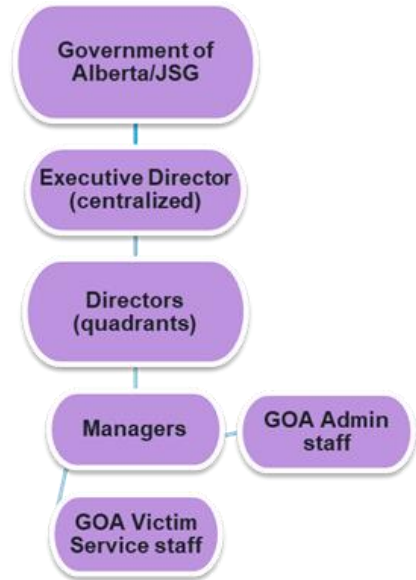 Government of
Alberta/JSG
Executive Director
(centralized)
Directors
(quadrants)
Managers
GOA Admin
staff
GOA Victim
Service staff